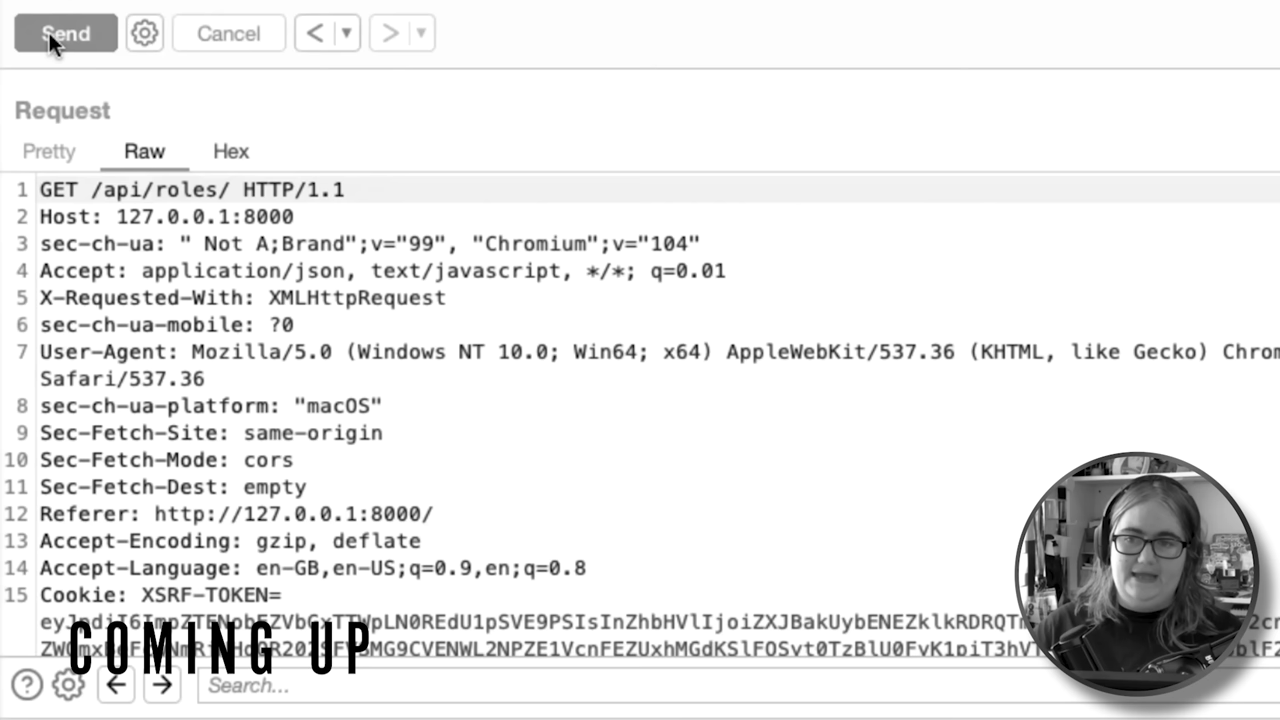 Send
Cancel
Request
Pretty Raw Hex
1 GET /api/roles/ HTTP/1.1
2 Host: 127.0.0.1:8000
3 sec-ch-ua: " Not A;Brand";v="99", "Chromium";v="104"
4 Accept: application/json, text/javascript, */*; q=0.01
5 X-Requested-With: XMLHttpRequest
6 sec-ch-ua-mobile: ?0
7 User-Agent: Mozilla/5.0 (Windows NT 10.0; Win64; x64) AppleWebKit/537.36 (KHTML, like Gecko) Chrom
Safari/537.36
8 sec-ch-ua-platform: "macOS"
9 Sec-Fetch-Site: same-origin
10 Sec-Fetch-Mode: cors
11 Sec-Fetch-Dest: empty
12 Referer: http://127.0.0.1:8000/
13 Accept-Encoding: gzip, deflate
14 Accept-Language: en-GB,en-US;q=0.9,en;q=0.8
15 Cookie: XSRF-TOKEN=
COMING UP
Search...